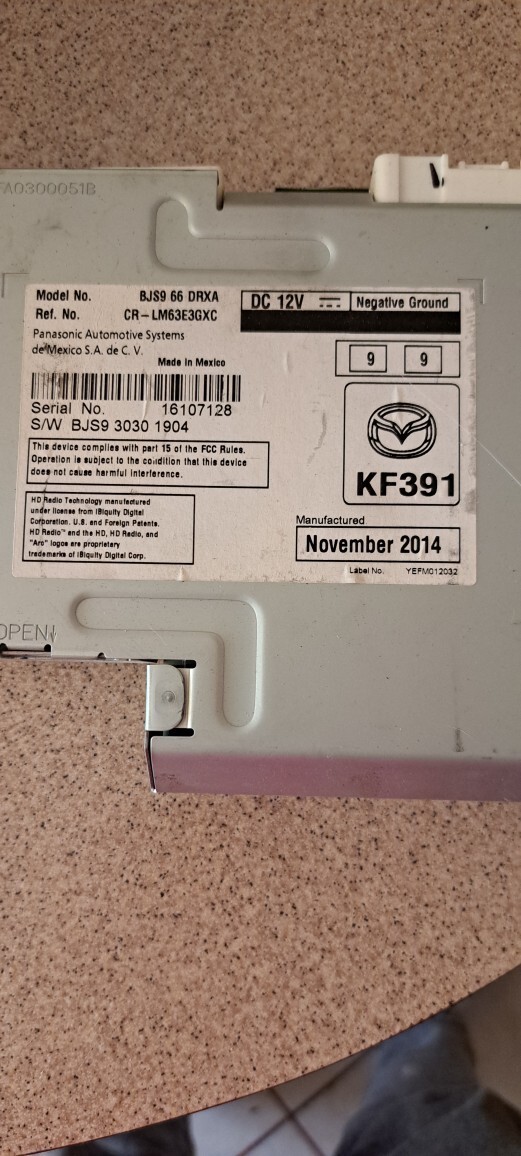 FA0300051B
Model No. BJS9 66 DRXA
Ref. No. CR-LM63E3GXC
Panasonic Automotive Systems
de Mexico S.A. de C. V.
Made in Mexico
DC 12V Negative Ground
9 9
Serial No. 16107128
S/W BJS9 3030 1904
KF391
This device complies with part 15 of the FCC Rules.
Operation is subject to the condition that this device
does not cause harmful interference.
HD Radio Technology manufactured
under license from iBiquity Digital
Corporation. U.S. and Foreign Patents.
HD Radio™ and the HD, HD Radio, and
"Arc" logos are proprietary
trademarks of iBiquity Digital Corp.
Manufactured
November 2014
Label No. YEFM012032
OPEN